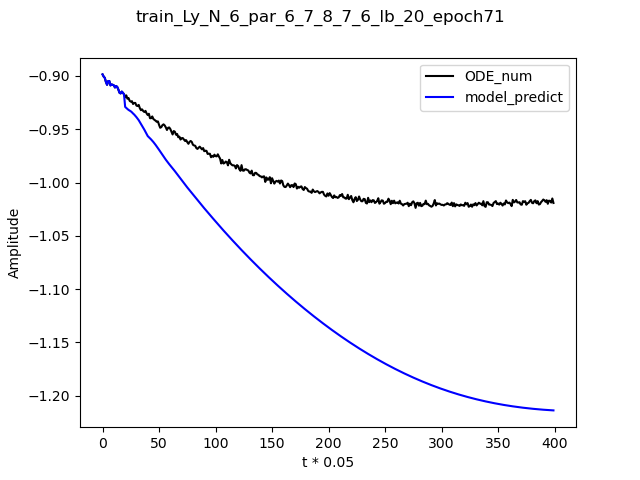 train_Ly_N_6_par_6_7_8_7_6_lb_20_epoch71
ODE_num
model_predict
Amplitude
−0.90
−0.95
−1.00
−1.05
−1.10
−1.15
−1.20
0 50 100 150 200 250 300 350 400
t * 0.05